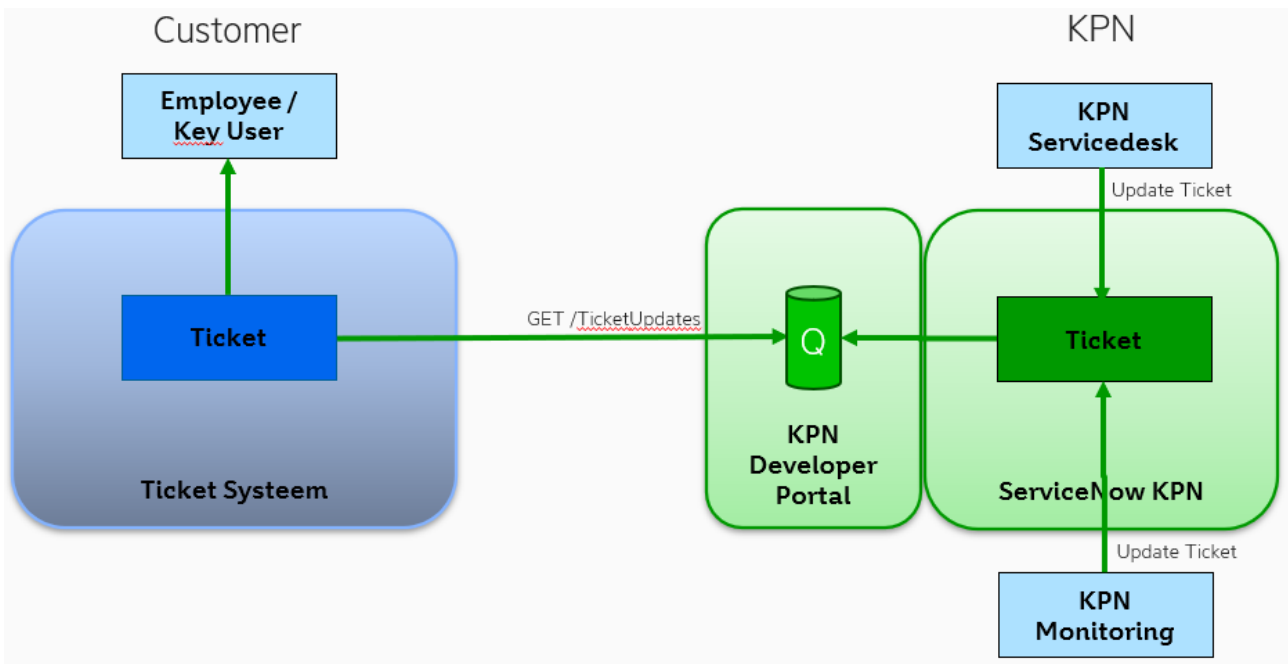 Customer
KPN
Employee /
Key User
KPN
Servicedesk
Update Ticket
Ticket
GET /TicketUpdates
Q
Ticket
KPN
Developer
Portal
Ticket Systeem
ServiceNow KPN
Update Ticket
KPN
Monitoring